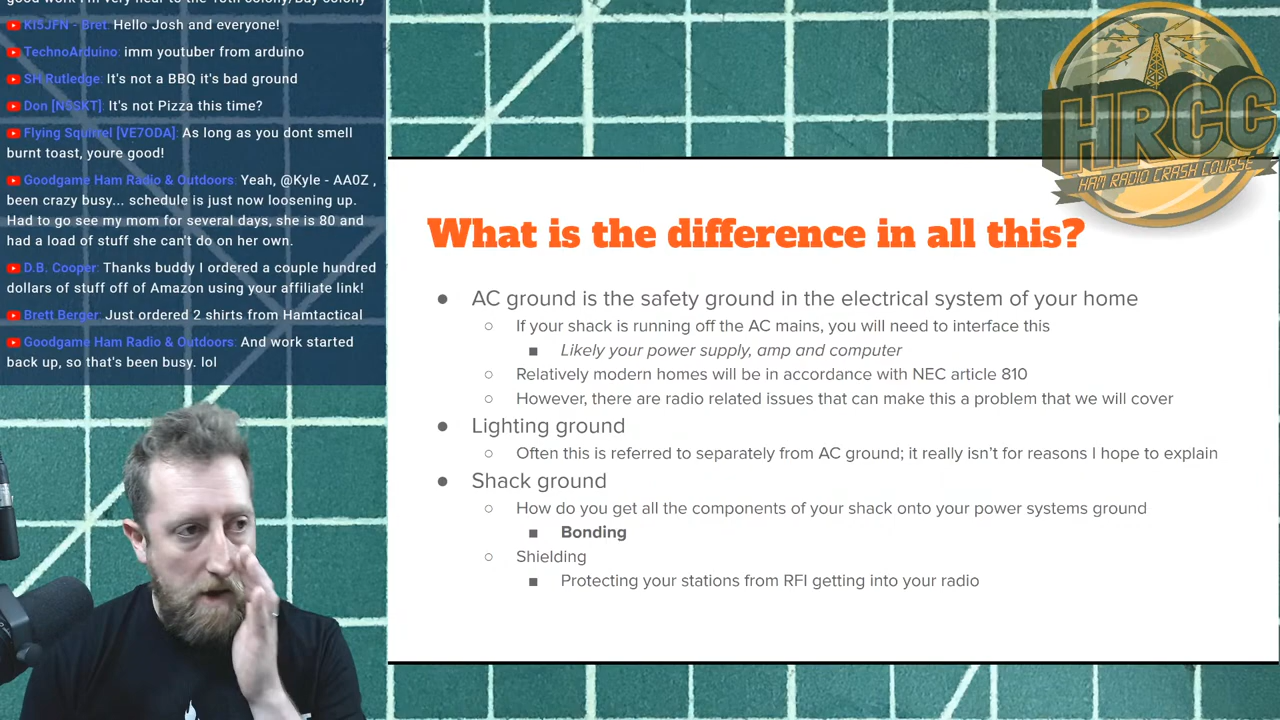 KI5JFN - Bret: Hello Josh and everyone!
TechnoArduino: imm youtuber from arduino
SH Rutledge: It's not a BBQ it's bad ground
Don [N5SKT]: It's not Pizza this time?
Flying Squirrel [VE7ODA]: As long as you dont smell
burnt toast, youre good!
Goodgame Ham Radio & Outdoors: Yeah, @Kyle - AA0Z ,
been crazy busy... schedule is just now loosening up.
Had to go see my mom for several days, she is 80 and
had a load of stuff she can't do on her own.
D.B. Cooper: Thanks buddy I ordered a couple hundred
dollars of stuff off of Amazon using your affiliate link!
Brett Berger: Just ordered 2 shirts from Hamtactical
Goodgame Ham Radio & Outdoors: And work started
back up, so that's been busy. lol
HRCC
HAM RADIO CRASH COURSE
What is the difference in all this?
● AC ground is the safety ground in the electrical system of your home
○ If your shack is running off the AC mains, you will need to interface this
■ Likely your power supply, amp and computer
○ Relatively modern homes will be in accordance with NEC article 810
○ However, there are radio related issues that can make this a problem that we will cover
● Lighting ground
○ Often this is referred to separately from AC ground; it really isn't for reasons I hope to explain
● Shack ground
○ How do you get all the components of your shack onto your power systems ground
■ Bonding
○ Shielding
■ Protecting your stations from RFI getting into your radio